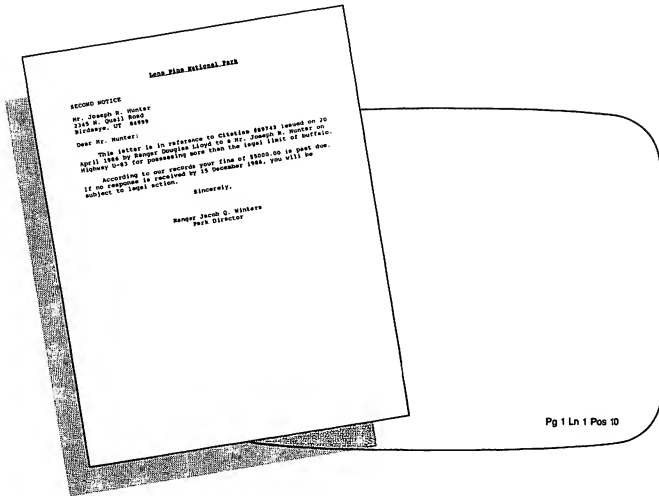 Lone Pine National Park
SECOND NOTICE
Mr. Joseph R. Hunter
2345 N. Quail Road
Birdseye, UT 84999
Dear Mr. Hunter:
This letter is in reference to Citation #89743 issued on 20
April 1986 by Ranger Douglas Lloyd to a Mr. Joseph R. Hunter on
Highway U-83 for possessing more than the legal limit of buffalo.
According to our records your fine of $5000.00 is past due.
If no response is received by 15 December 1986, you will be
subject to legal action.
Sincerely,
Ranger Jacob Q. Winters
Park Director
Pg 1 Ln 1 Pos 10